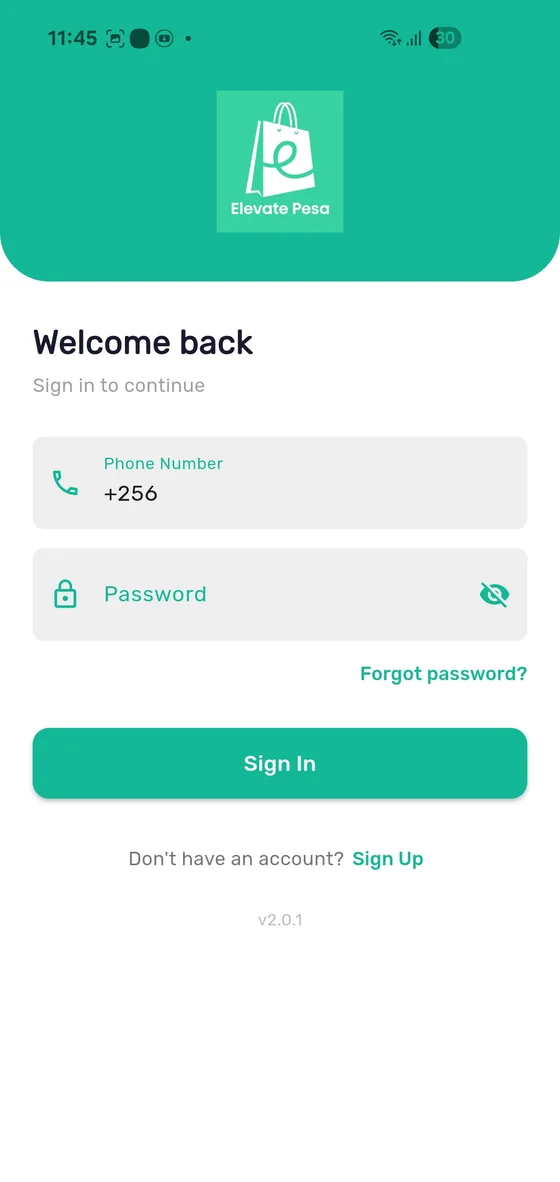 11:45
30
Elevate Pesa
Welcome back
Sign in to continue
Phone Number
+256
Password
Forgot password?
Sign In
Don't have an account? Sign Up
v2.0.1